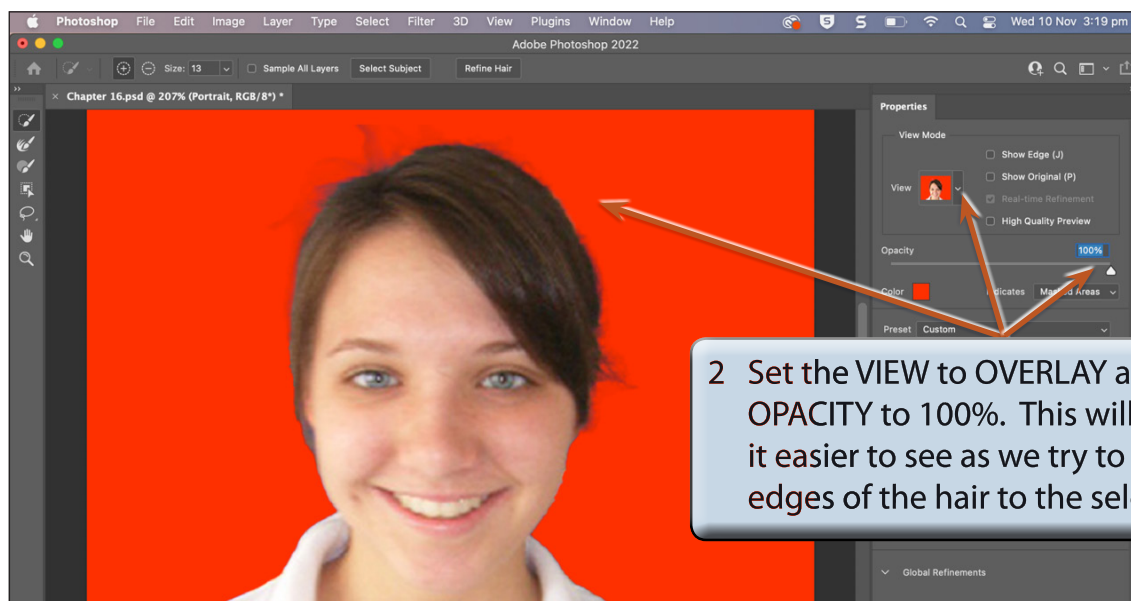 Photoshop File Edit Image Layer Type Select Filter 3D View Plugins Window Help Wed 10 Nov 3:19 pm
Adobe Photoshop 2022
Size: 13 Sample All Layers Select Subject Refine Hair
× Chapter 16.psd @ 207% (Portrait, RGB/8*) *
Properties
View Mode
Show Edge (J)
Show Original (P)
View
Real-time Refinement
High Quality Preview
Opacity 100%
Color Indicates Masked Areas
Preset Custom
2 Set the VIEW to OVERLAY a
OPACITY to 100%. This will
it easier to see as we try to
edges of the hair to the sel
Global Refinements